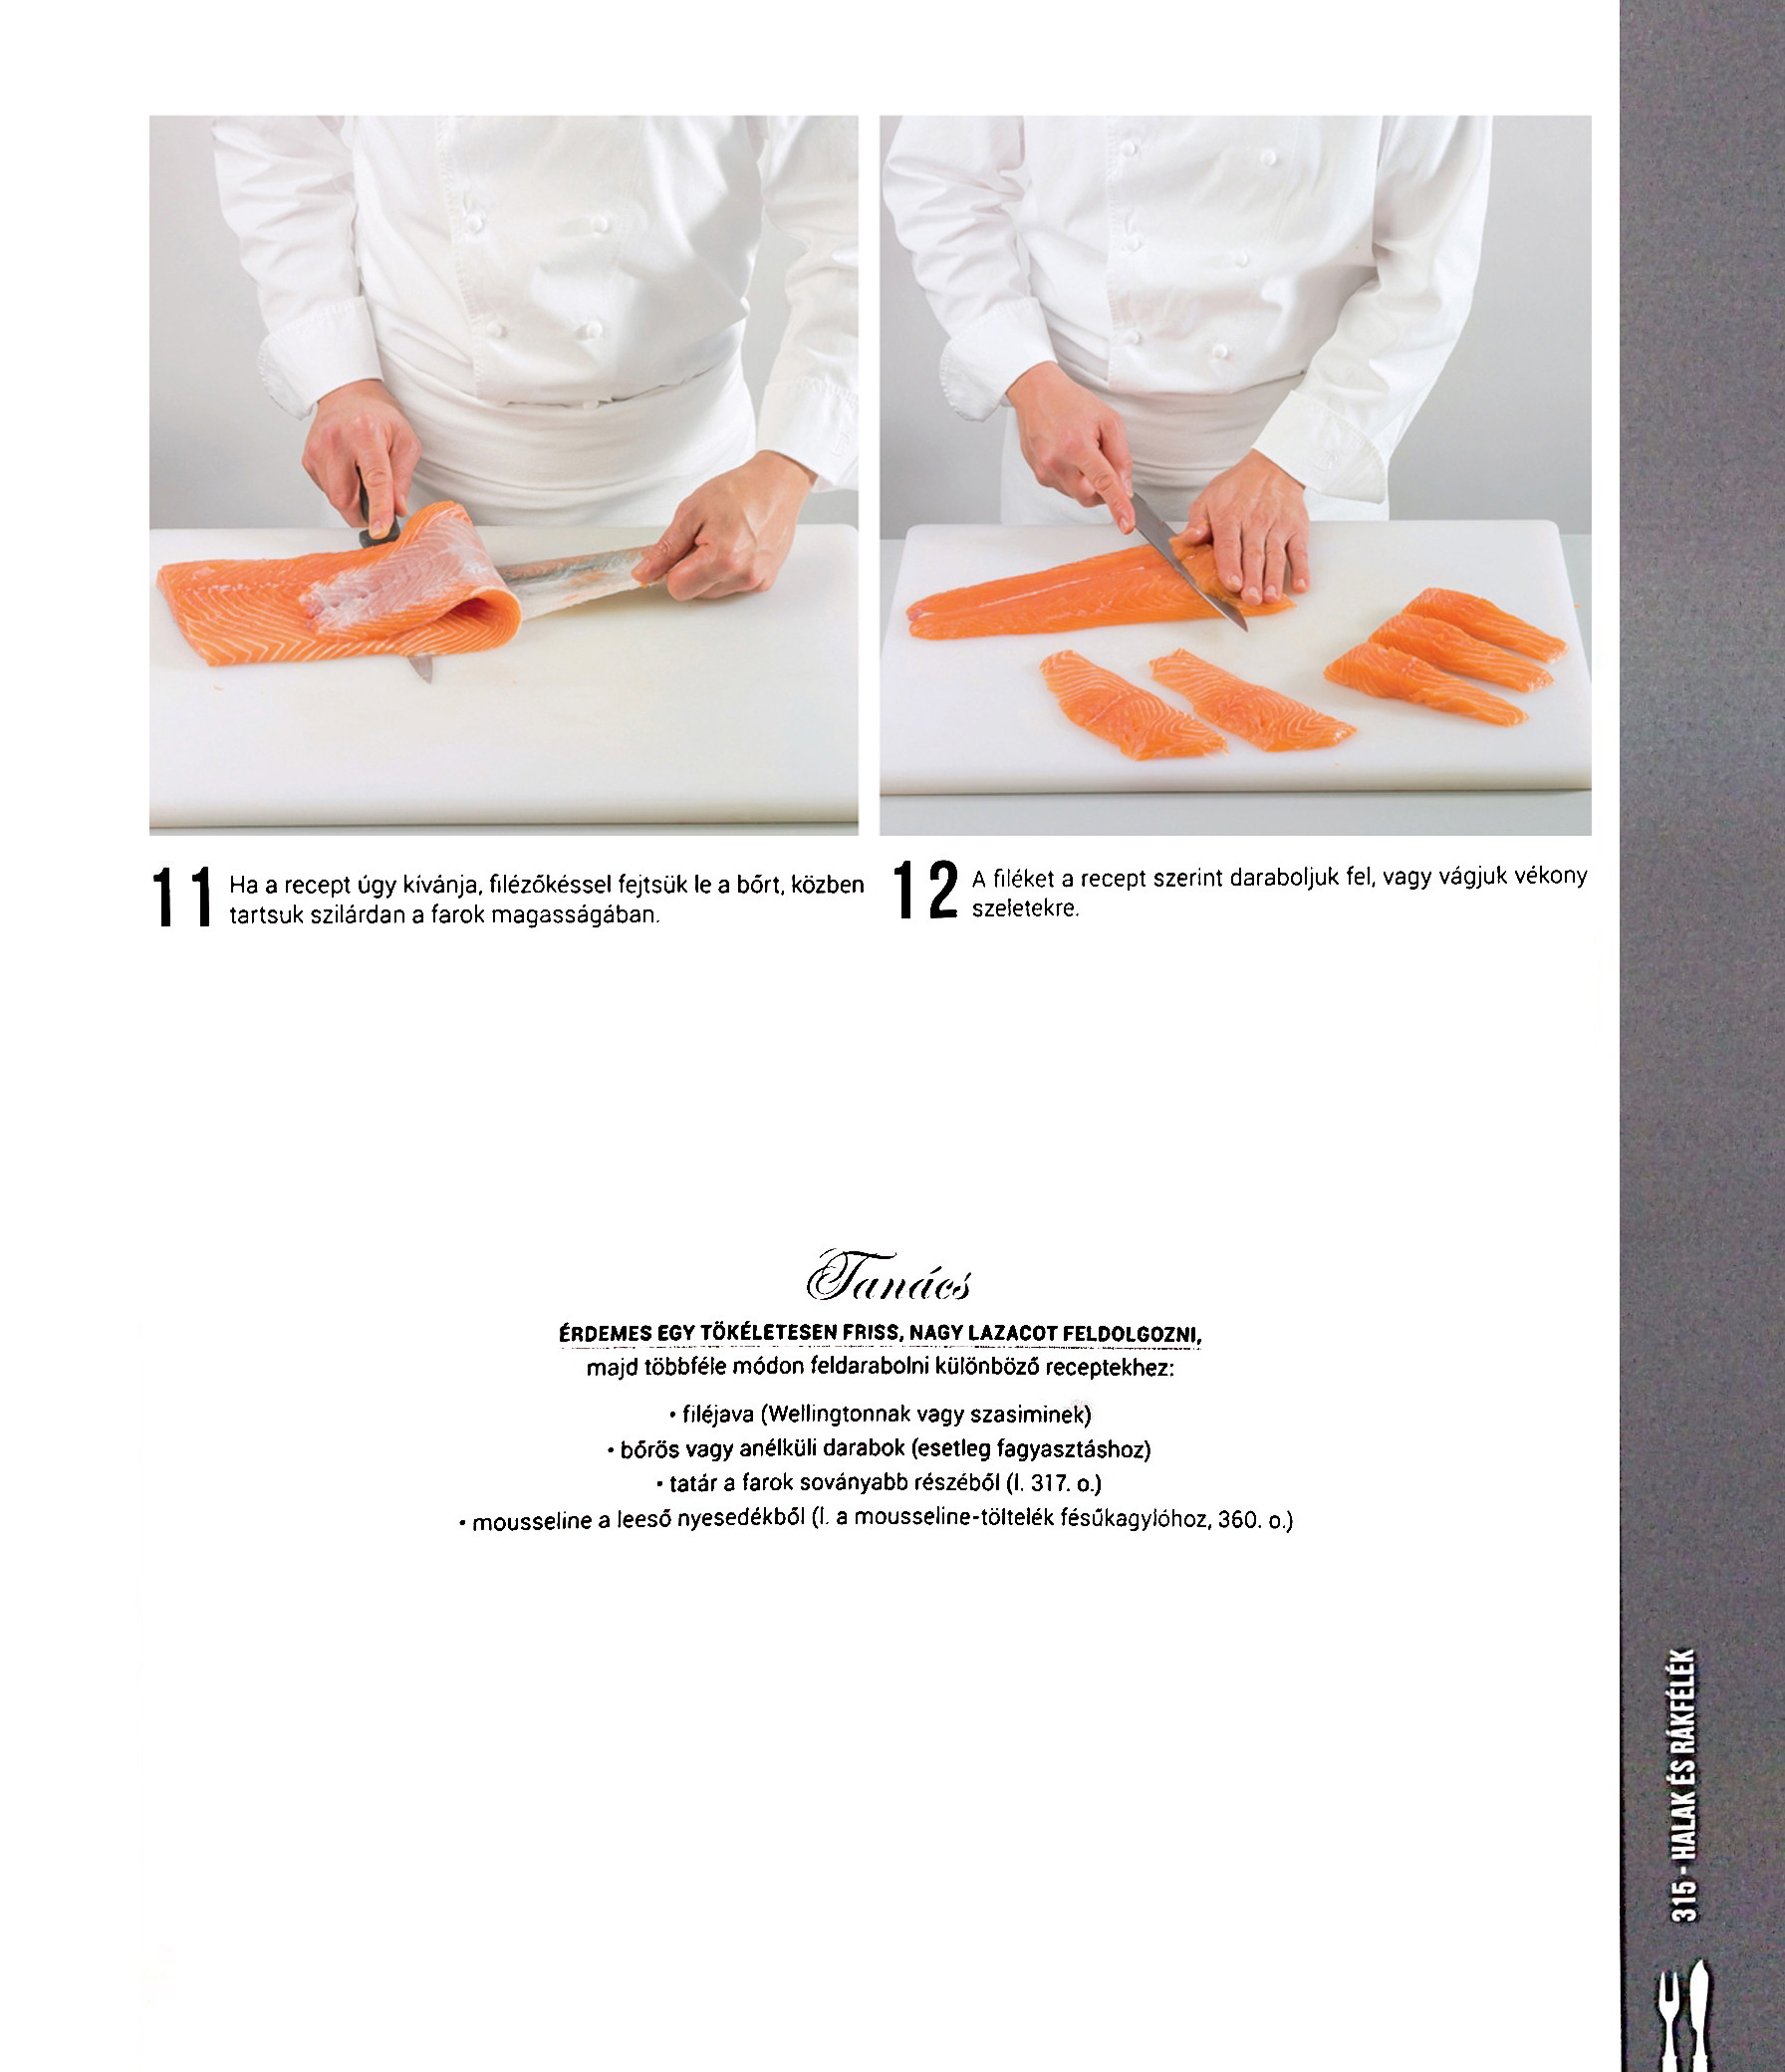 11 Ha a recept úgy kívánja, filézőkéssel fejtsük le a bőrt, közben
tartsuk szilárdan a farok magasságában.
12 A filéket a recept szerint daraboljuk fel, vagy vágjuk vékony
szeletekre.
Tanács
ÉRDEMES EGY TÖKÉLETESEN FRISS, NAGY LAZACOT FELDOLGOZNI,
majd többféle módon feldarabolni különböző receptekhez:
• filéjava (Wellingtonnak vagy szasiminek)
• bőrös vagy anélküli darabok (esetleg fagyasztáshoz)
• tatár a farok soványabb részéből (l. 317. o.)
• mousseline a leeső nyesedékből (l. a mousseline-töltelék fésűkagylóhoz, 360. o.)
315 - HALAK ÉS RÁKFÉLÉK